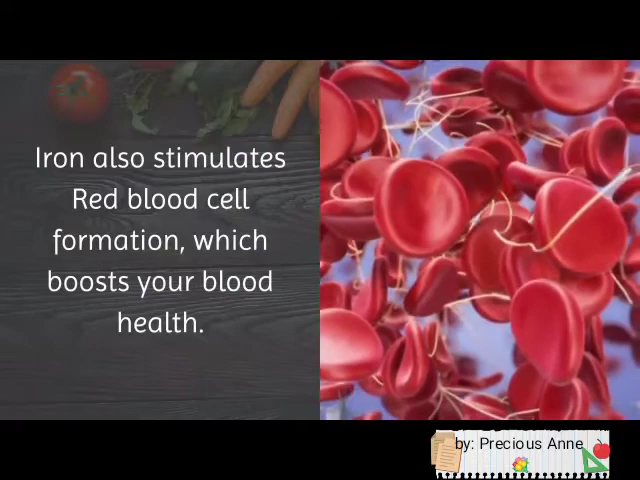 Iron also stimulates
Red blood cell
formation, which
boosts your blood
health.
by: Precious Anne